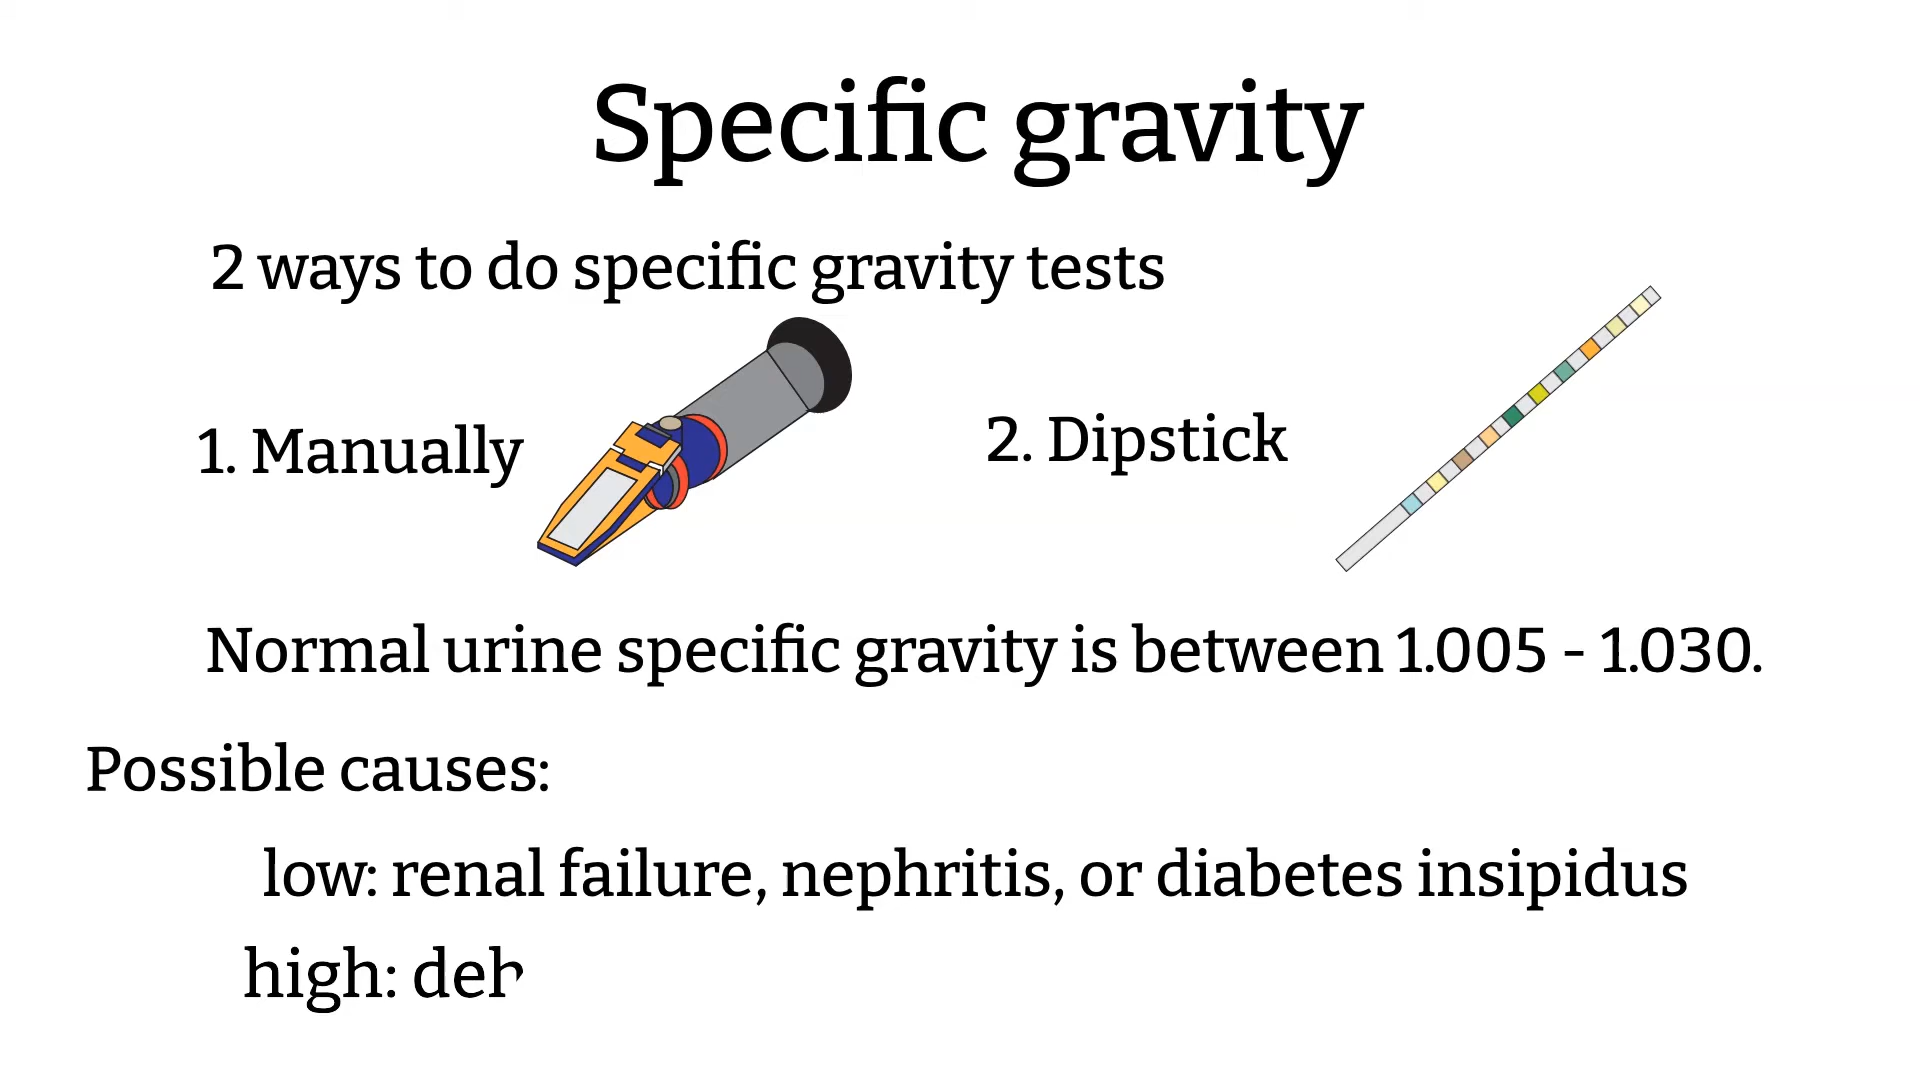 Specific gravity
2 ways to do specific gravity tests
1. Manually
2. Dipstick
Normal urine specific gravity is between 1.005 - 1.030.
Possible causes:
low: renal failure, nephritis, or diabetes insipidus
high: